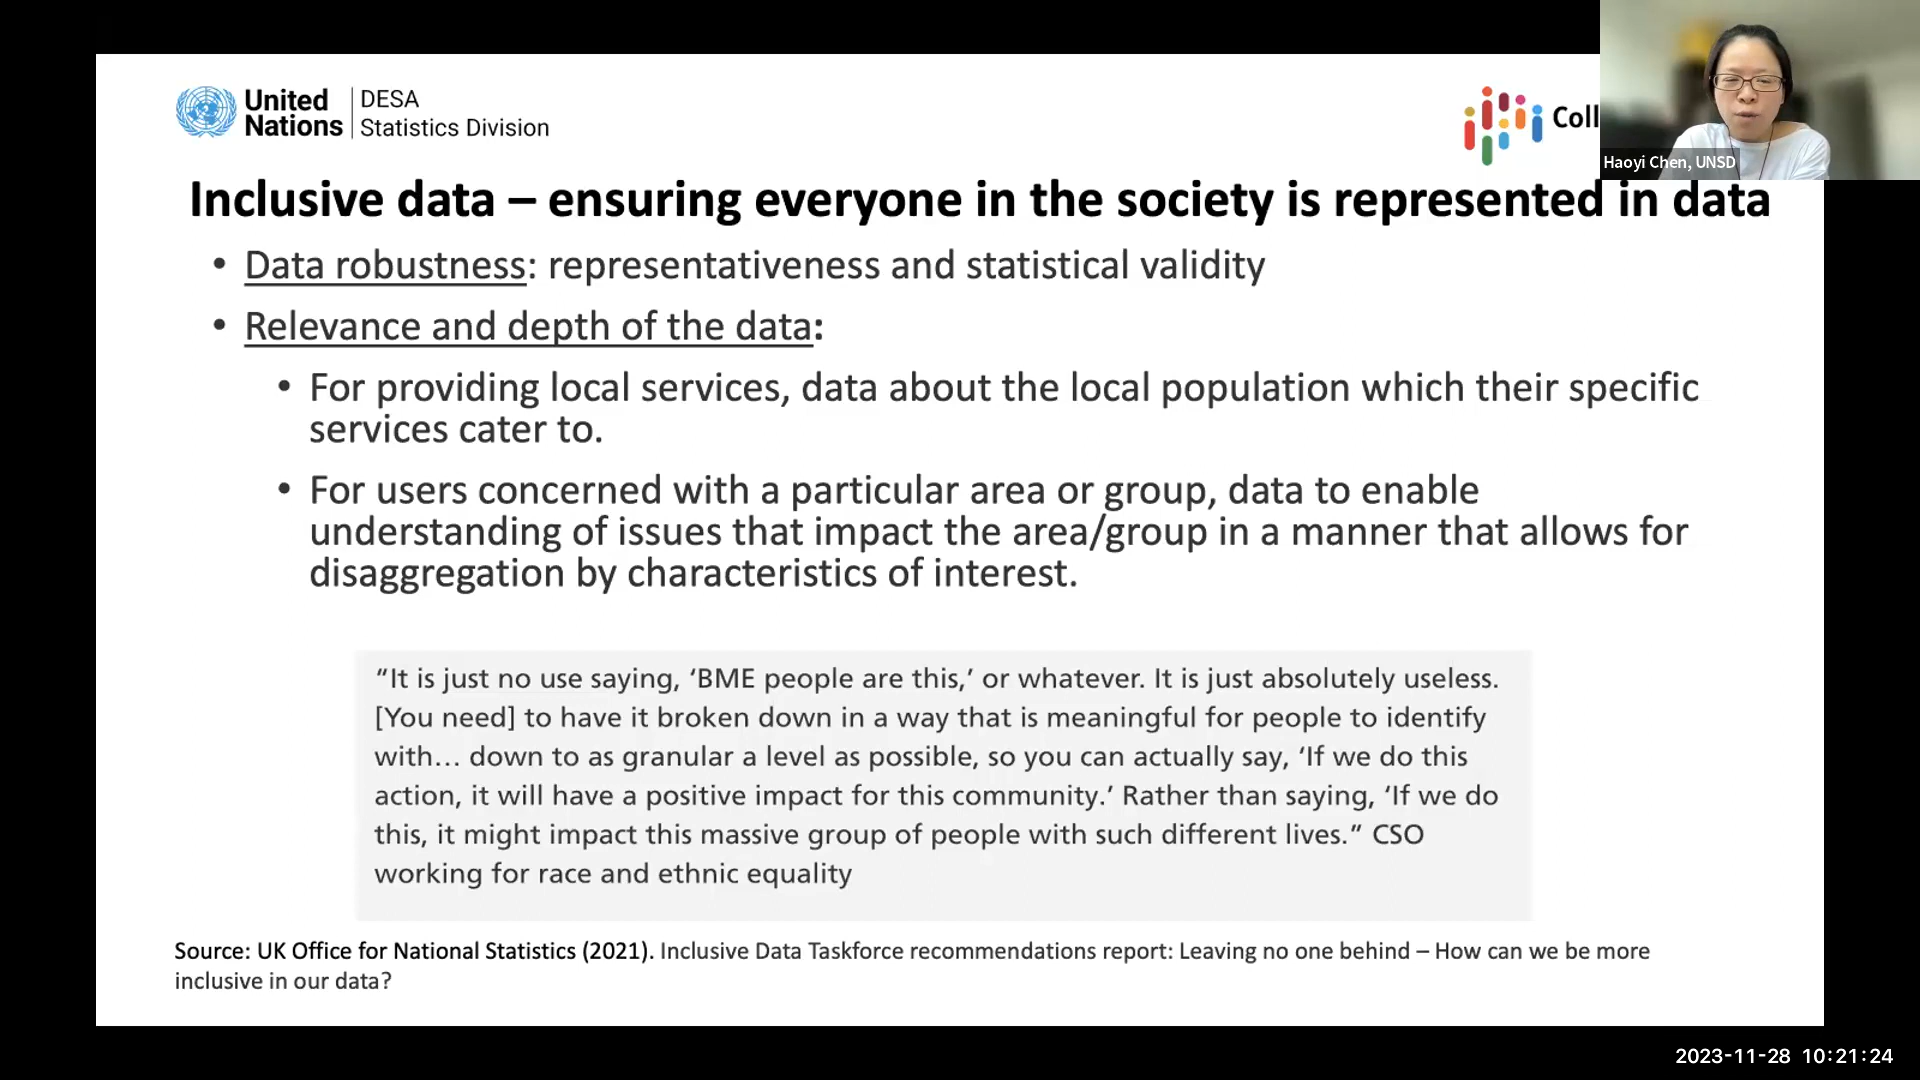 United
Nations
DESA
Statistics Division
Coll
Haoyi Chen, UNSD
Inclusive data – ensuring everyone in the society is represented in data
• Data robustness: representativeness and statistical validity
• Relevance and depth of the data:
• For providing local services, data about the local population which their specific
services cater to.
• For users concerned with a particular area or group, data to enable
understanding of issues that impact the area/group in a manner that allows for
disaggregation by characteristics of interest.
“It is just no use saying, ‘BME people are this,’ or whatever. It is just absolutely useless.
[You need] to have it broken down in a way that is meaningful for people to identify
with… down to as granular a level as possible, so you can actually say, ‘If we do this
action, it will have a positive impact for this community.’ Rather than saying, ‘If we do
this, it might impact this massive group of people with such different lives.” CSO
working for race and ethnic equality
Source: UK Office for National Statistics (2021). Inclusive Data Taskforce recommendations report: Leaving no one behind – How can we be more
inclusive in our data?
2023-11-28 10:21:24